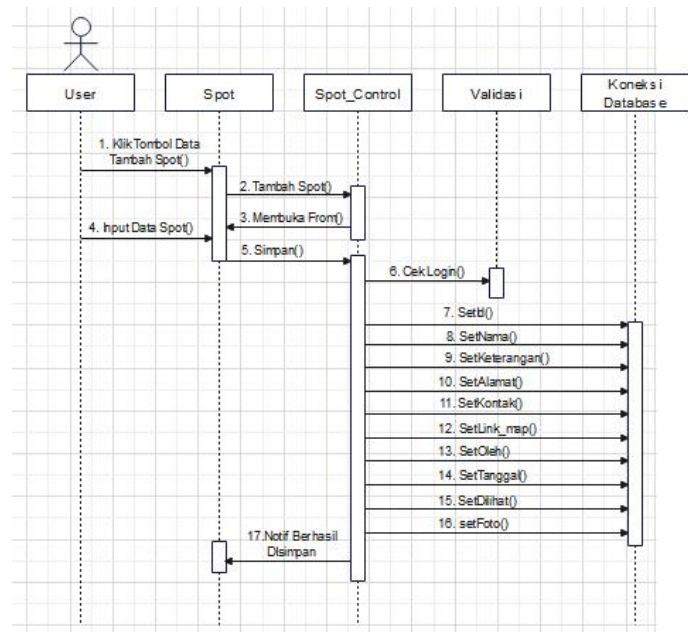 User
Spot
Spot_Control
Validasi
Koneksi
Database
1. Klik Tombol Data
Tambah Spot()
2. Tambah Spot()
3. Membuka From()
4. Input Data Spot()
5. Simpan()
6. Cek Login()
7. SetId()
8. SetNama()
9. SetKeterangan()
10. SetAlamat()
11. SetKontak()
12. SetLink_map()
13. SetOleh()
14. SetTanggal()
15. SetDilihat()
16. setFoto()
17.Notif Berhasil
DIsimpan